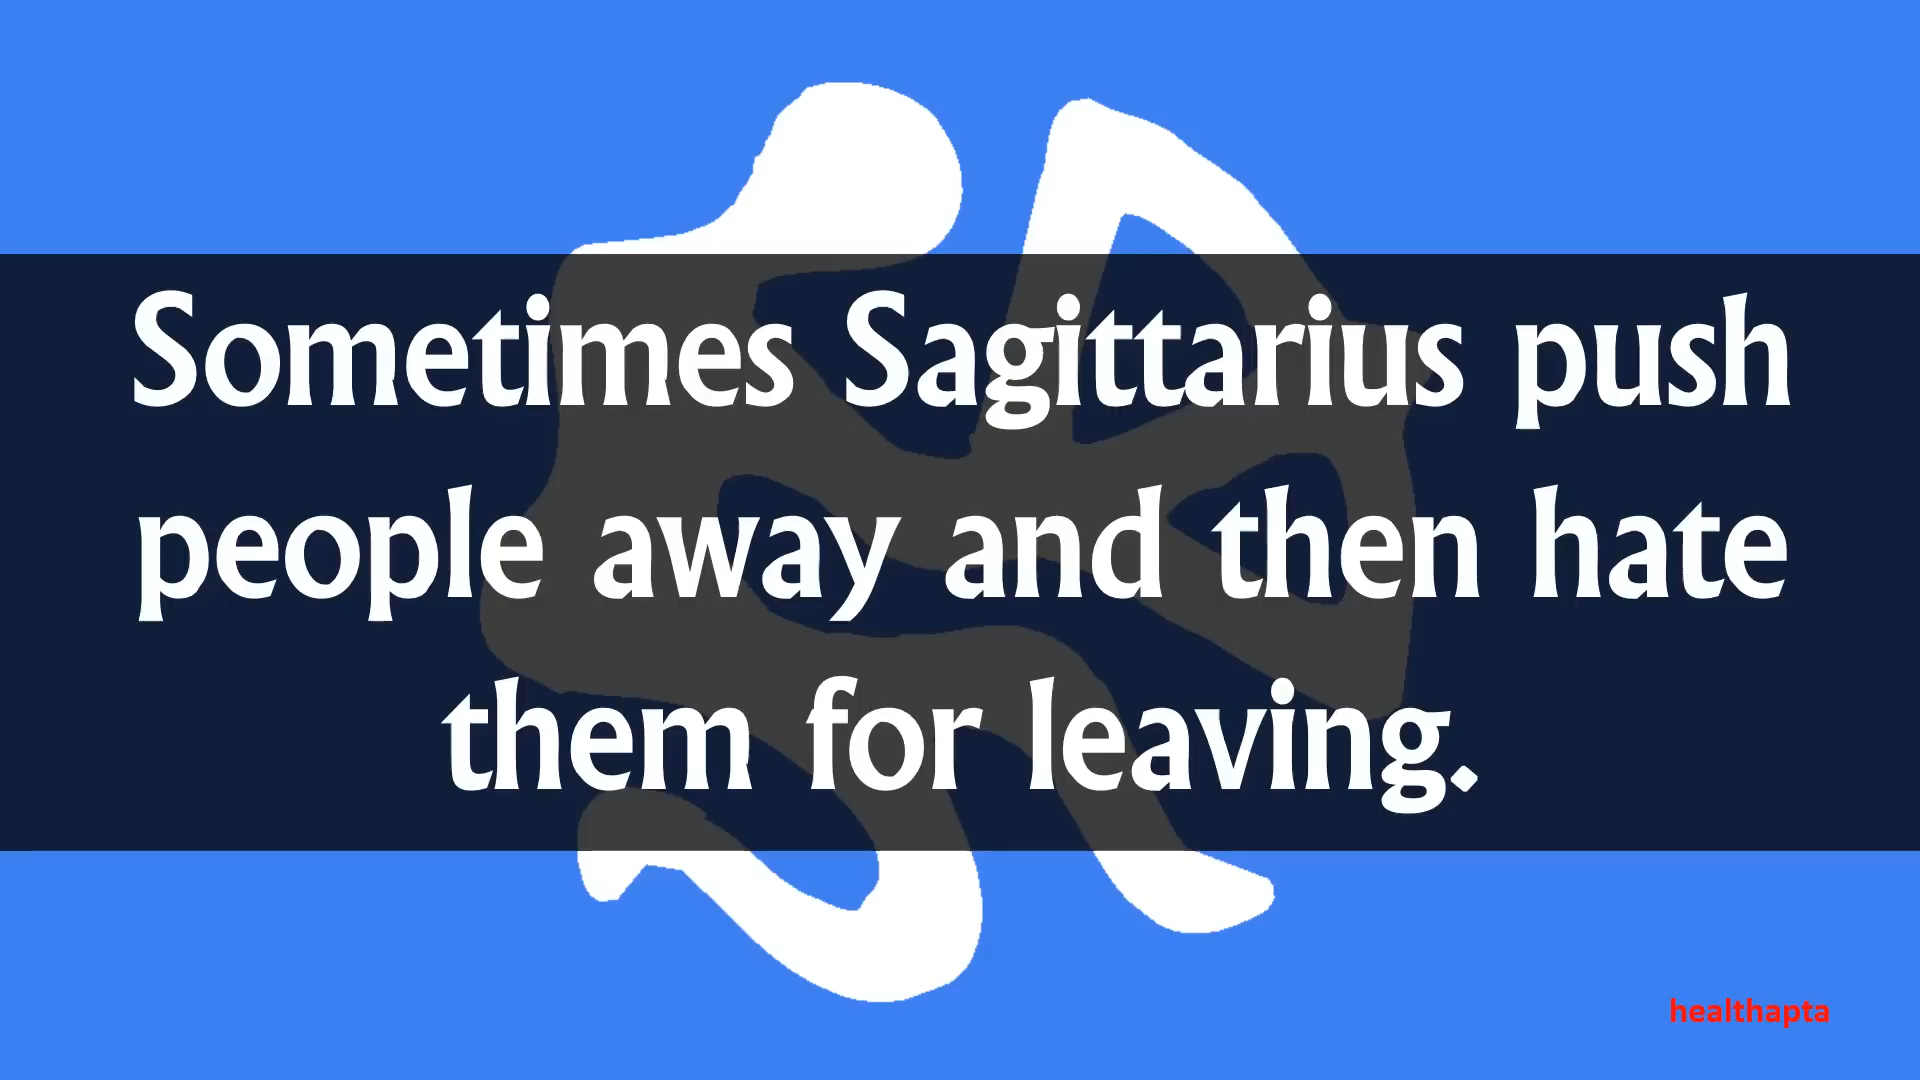 Sometimes Sagittarius push
people away and then hate
them for leaving.
healthapta